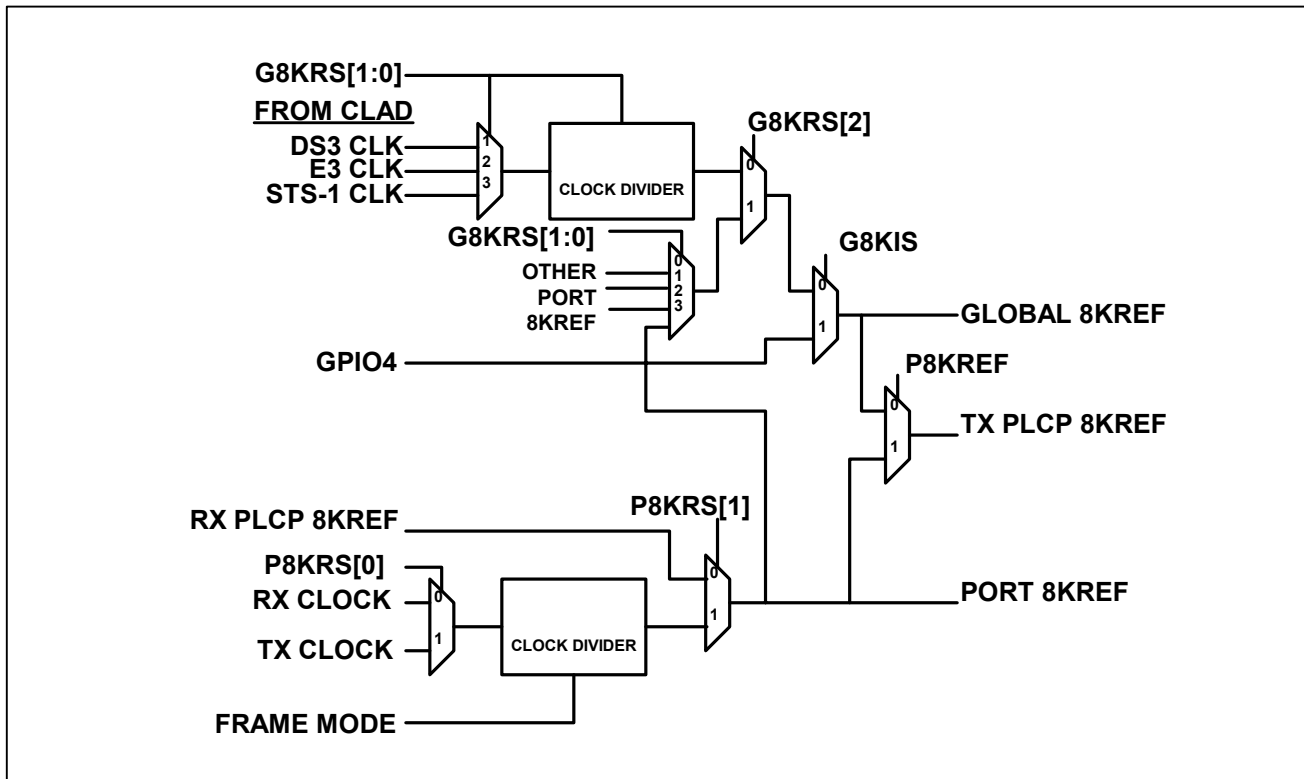 G8KRS[1:0]
FROM CLAD
DS3 CLK
E3 CLK
STS-1 CLK
1
2
3
CLOCK DIVIDER
G8KRS[2]
0
1
G8KRS[1:0]
OTHER
PORT
8KREF
0
1
2
3
G8KIS
0
1
GLOBAL 8KREF
GPIO4
P8KREF
0
1
TX PLCP 8KREF
RX PLCP 8KREF
P8KRS[1]
0
1
P8KRS[0]
RX CLOCK
TX CLOCK
0
1
CLOCK DIVIDER
PORT 8KREF
FRAME MODE